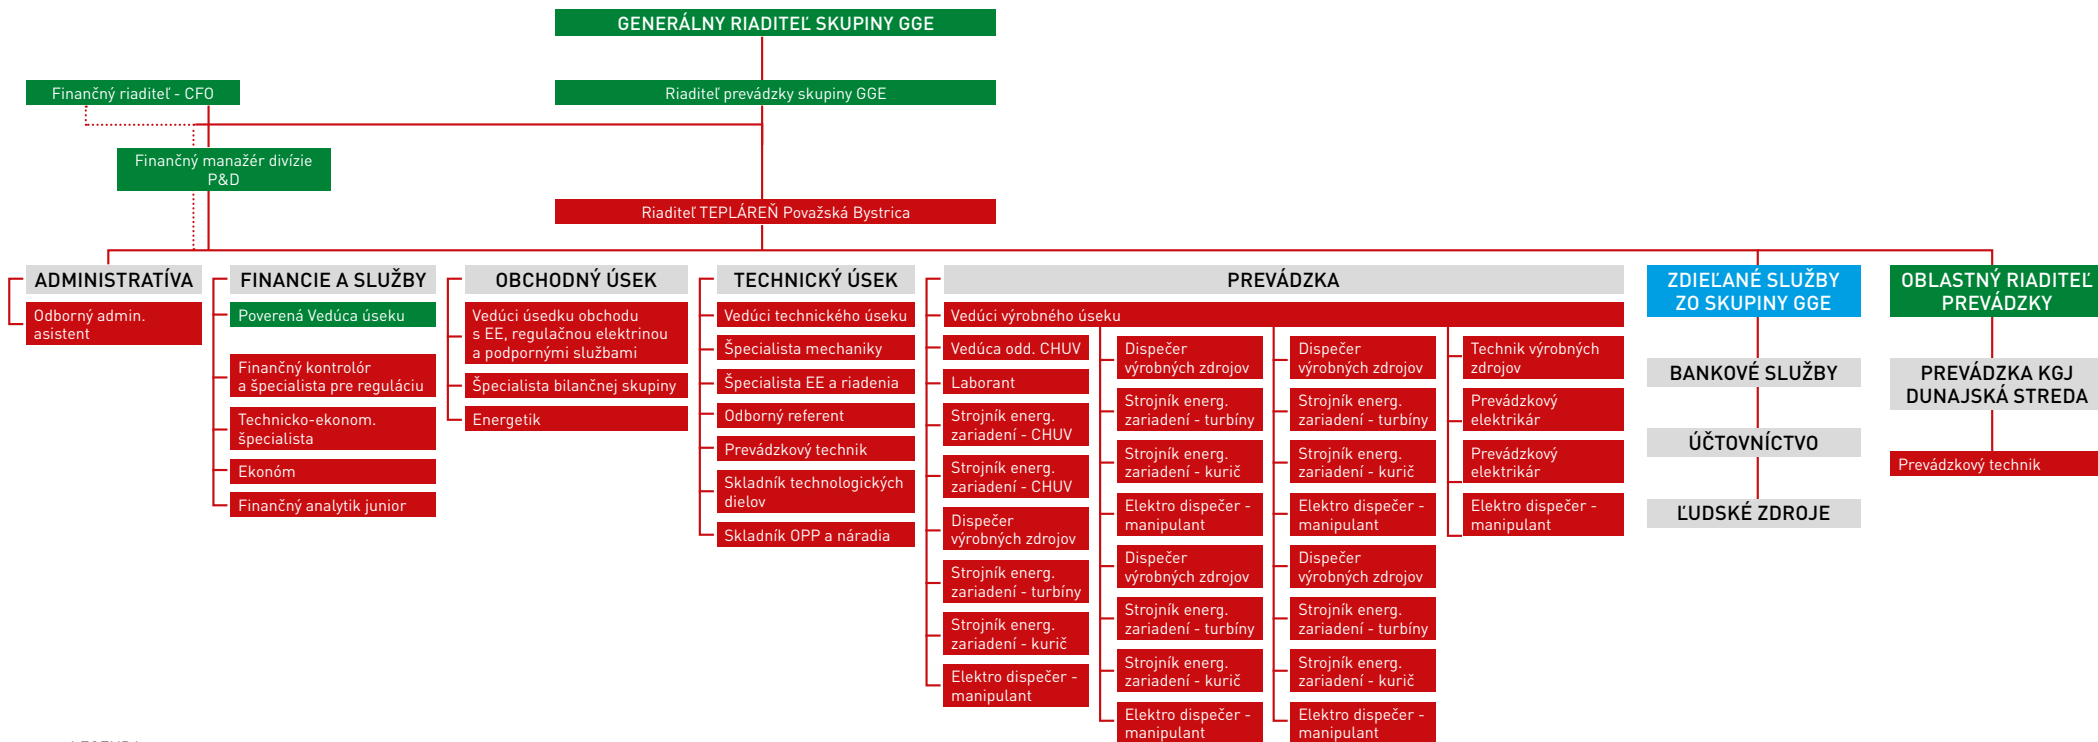 GENERÁLNY RIADITEĽ SKUPINY GGE
Finančný riaditeľ - CFO
Riaditeľ prevádzky skupiny GGE
Finančný manažér divízie
P&D
Riaditeľ TEPLÁREŇ Považská Bystrica
ADMINISTRATÍVA
Odborný admin.
asistent
FINANCIE A SLUŽBY
Poverená Vedúca úseku
Finančný kontrolór
a špecialista pre reguláciu
Technicko-ekonom.
špecialista
Ekonóm
Finančný analytik junior
OBCHODNÝ ÚSEK
Vedúci úsedku obchodu
s EE, regulačnou elektrinou
a podpornými službami
Špecialista bilančnej skupiny
Energetik
TECHNICKÝ ÚSEK
Vedúci technického úseku
Špecialista mechaniky
Špecialista EE a riadenia
Odborný referent
Prevádzkový technik
Skladník technologických
dielov
Skladník OPP a náradia
PREVÁDZKA
Vedúci výrobného úseku
Vedúca odd. CHUV
Laborant
Strojník energ.
zariadení - CHUV
Strojník energ.
zariadení - CHUV
Dispečer
výrobných zdrojov
Strojník energ.
zariadení - turbíny
Strojník energ.
zariadení - kurič
Elektro dispečer -
manipulant
Dispečer
výrobných zdrojov
Strojník energ.
zariadení - turbíny
Strojník energ.
zariadení - kurič
Elektro dispečer -
manipulant
Dispečer
výrobných zdrojov
Strojník energ.
zariadení - turbíny
Strojník energ.
zariadení - kurič
Elektro dispečer -
manipulant
Dispečer
výrobných zdrojov
Strojník energ.
zariadení - turbíny
Strojník energ.
zariadení - kurič
Elektro dispečer -
manipulant
Dispečer
výrobných zdrojov
Strojník energ.
zariadení - turbíny
Strojník energ.
zariadení - kurič
Elektro dispečer -
manipulant
Technik výrobných
zdrojov
Prevádzkový
elektrikár
Prevádzkový
elektrikár
Elektro dispečer -
manipulant
ZDIEĽANÉ SLUŽBY
ZO SKUPINY GGE
BANKOVÉ SLUŽBY
ÚČTOVNÍCTVO
ĽUDSKÉ ZDROJE
OBLASTNÝ RIADITEĽ
PREVÁDZKY
PREVÁDZKA KGJ
DUNAJSKÁ STREDA
Prevádzkový technik